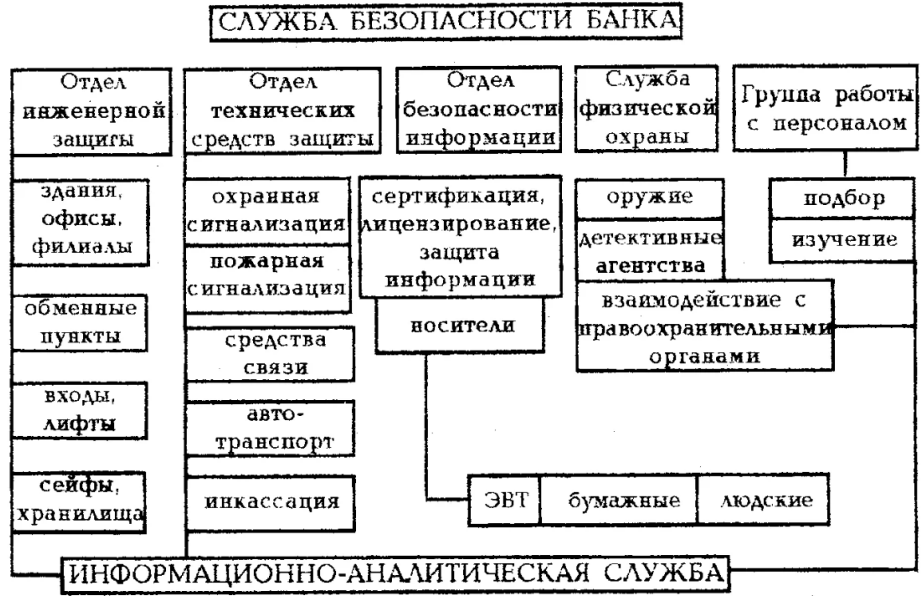 СЛУЖБА БЕЗОПАСНОСТИ БАНКА
Отдел
инженерной
защиты
Отдел
технических
средств защиты
Отдел
безопасности
информации
Служба
физической
охраны
Группа работы
с персоналом
здания,
офисы,
филиалы
обменные
пункты
входы,
лифты
сейфы,
хранилища
охранная
сигнализация
пожарная
сигнализация
средства
связи
авто-
транспорт
инкассация
сертификация,
лицензирование,
защита
информации
носители
ЭВТ
бумажные
людские
оружие
детективные
агентства
взаимодействие с
правоохранительными
органами
подбор
изучение
ИНФОРМАЦИОННО-АНАЛИТИЧЕСКАЯ СЛУЖБА